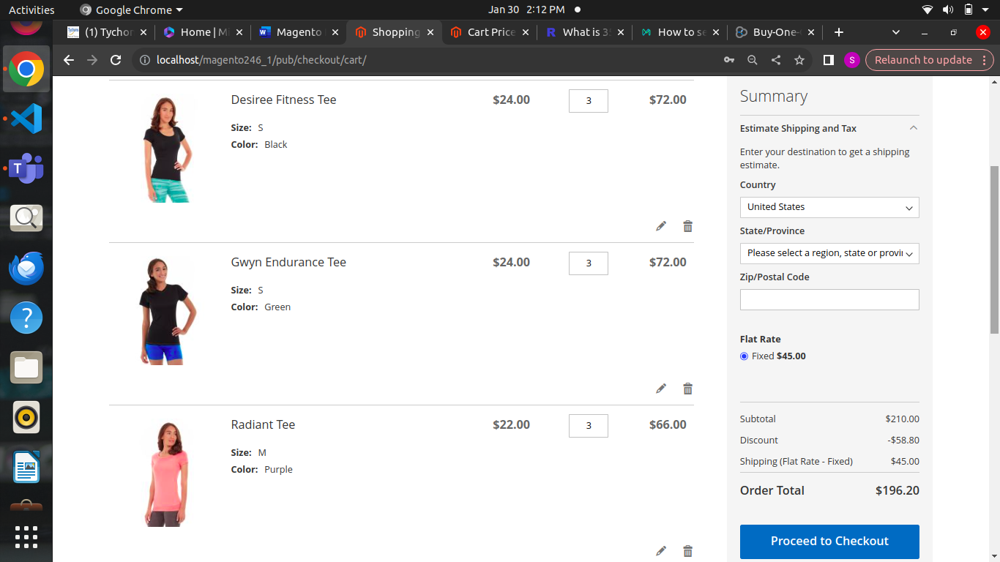 Activities Google Chrome Jan 30 2:12 PM
(1) Tychor Home | Mi Magento Shopping Cart Price What is 35 How to se Buy-One-
localhost/magento246_1/pub/checkout/cart/ S Relaunch to update
Desiree Fitness Tee $24.00 3 $72.00
Size: S
Color: Black
Gwyn Endurance Tee $24.00 3 $72.00
Size: S
Color: Green
Radiant Tee $22.00 3 $66.00
Size: M
Color: Purple
Summary
Estimate Shipping and Tax
Enter your destination to get a shipping
estimate.
Country
United States
State/Province
Please select a region, state or provi
Zip/Postal Code
Flat Rate
Fixed $45.00
Subtotal $210.00
Discount -$58.80
Shipping (Flat Rate - Fixed) $45.00
Order Total $196.20
Proceed to Checkout